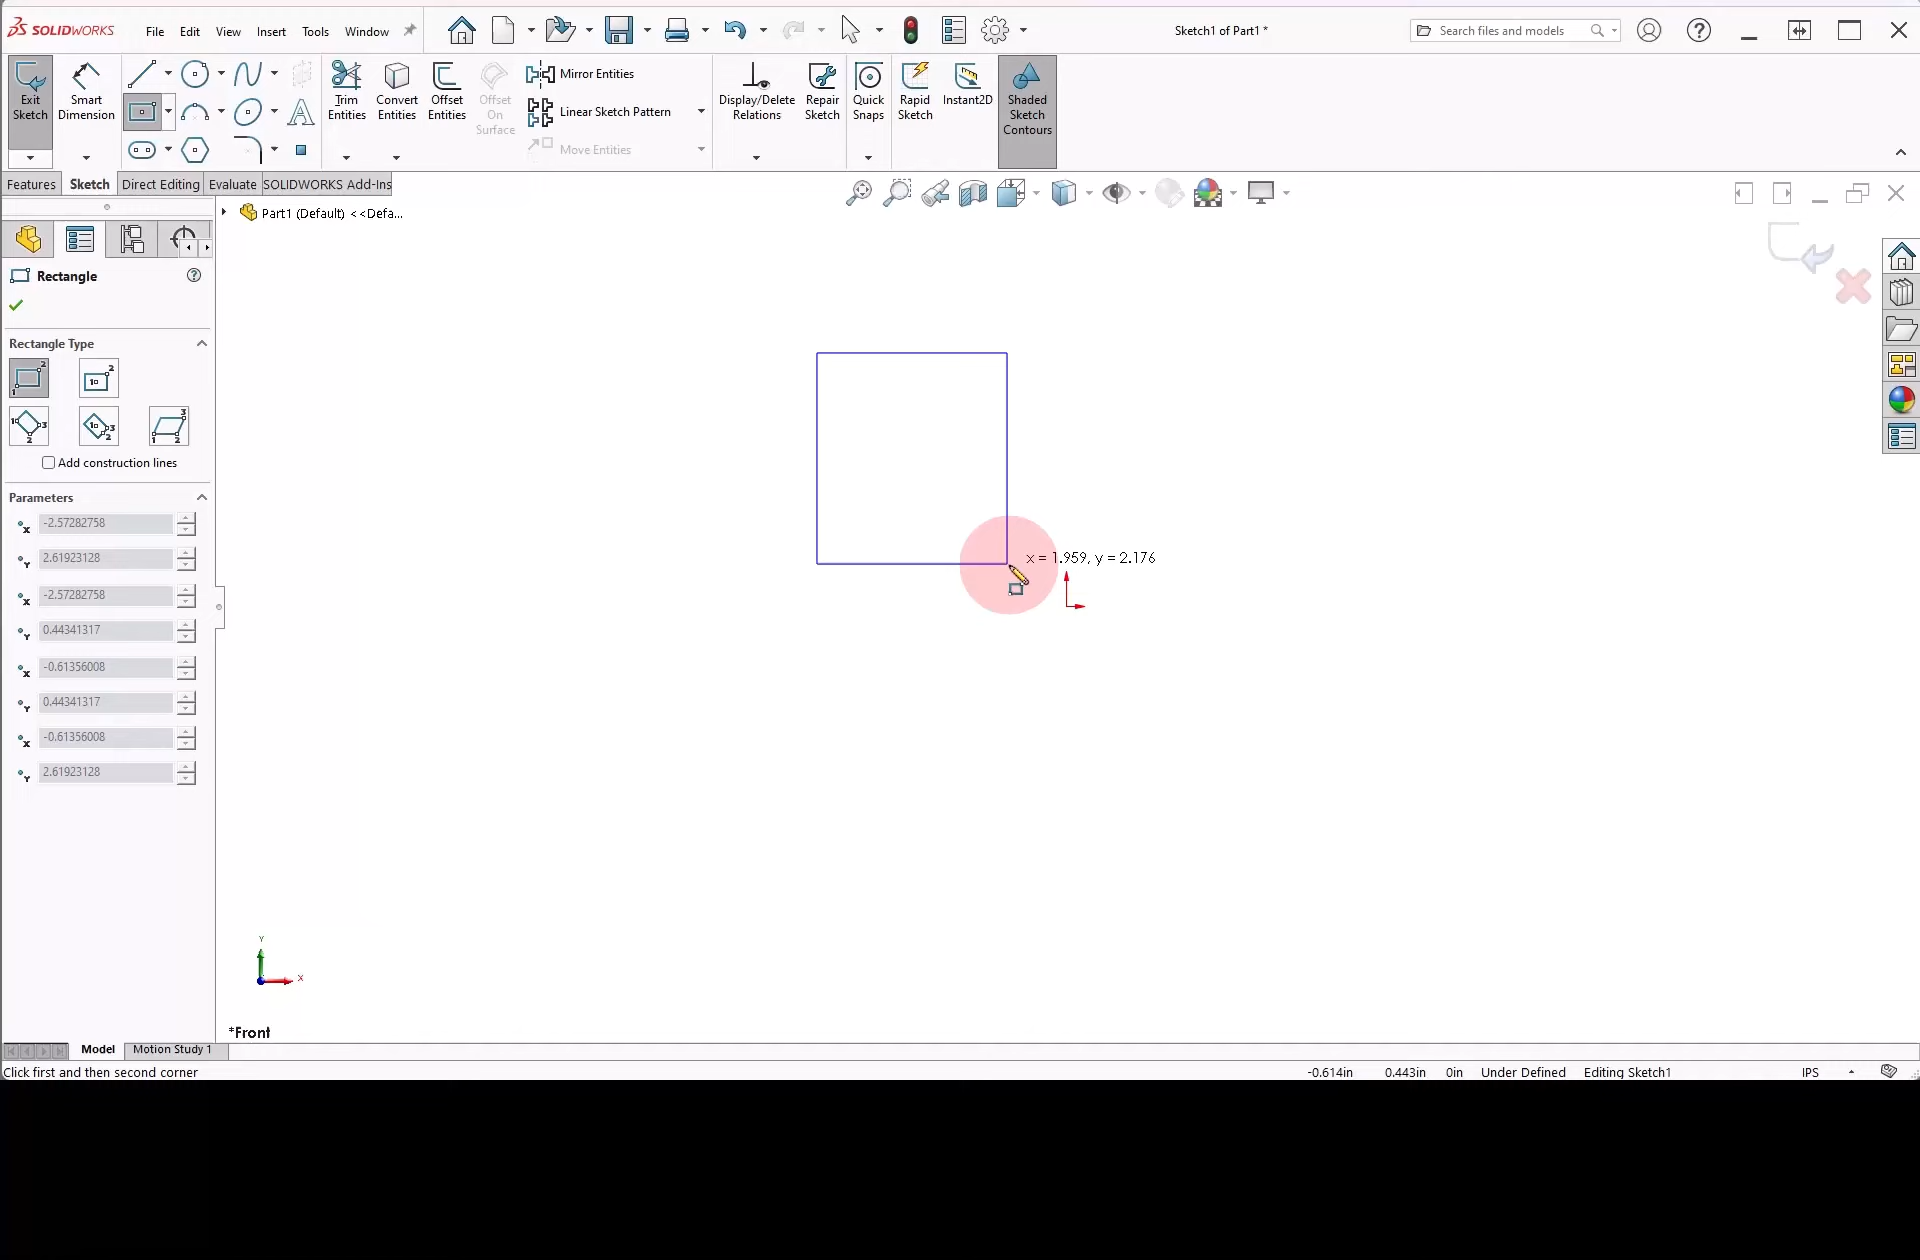 SOLIDWORKS File Edit View Insert Tools Window Sketch1 of Part1 * Search files and models
Exit Sketch
Smart Dimension
Trim Entities
Convert Entities
Offset Entities
Offset On Surface
Mirror Entities
Linear Sketch Pattern
Move Entities
Display/Delete Relations
Repair Sketch
Quick Snaps
Rapid Sketch
Instant2D
Shaded Sketch Contours
Features Sketch Direct Editing Evaluate SOLIDWORKS Add-Ins
Part1 (Default) <<Defa...
Rectangle
Rectangle Type
Add construction lines
Parameters
x -2.57282758
Y 2.61923128
x -2.57282758
Y 0.44341317
x -0.61356008
Y 0.44341317
x -0.61356008
Y 2.61923128
x = 1.959, y = 2.176
Y
X
*Front
Model Motion Study 1
Click first and then second corner -0.614in 0.443in 0in Under Defined Editing Sketch1 IPS